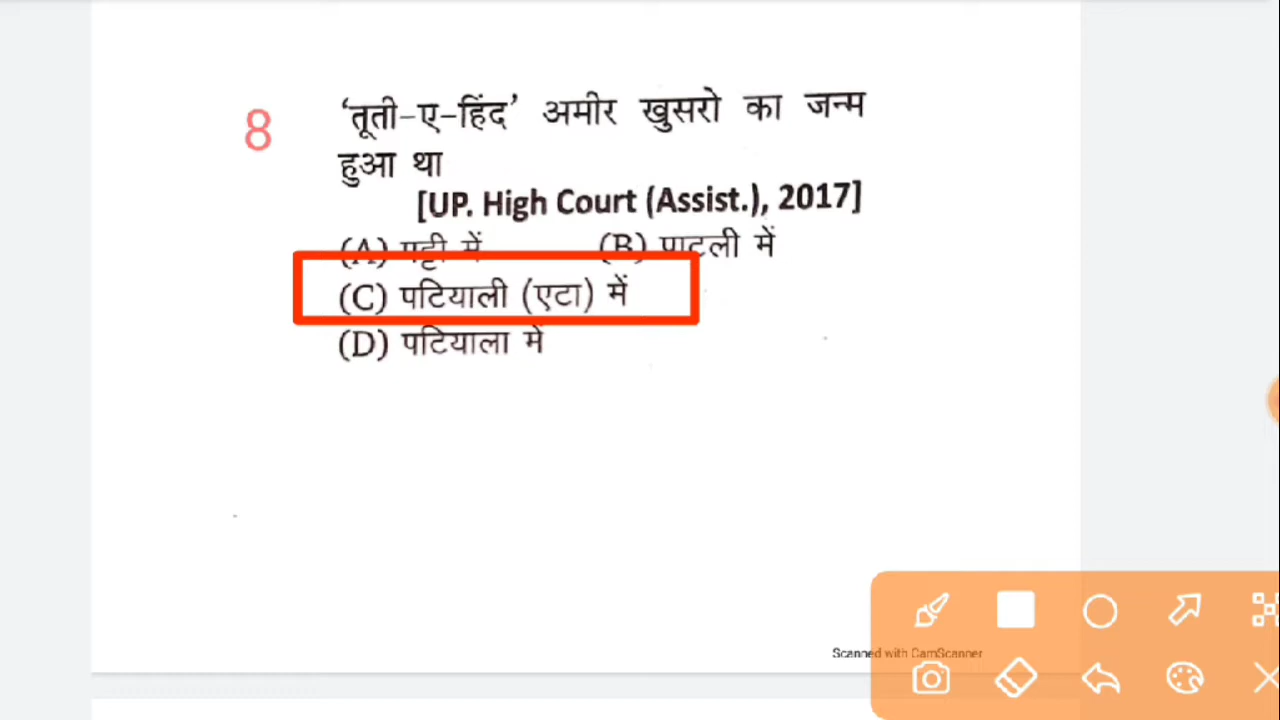 8
‘तूती-ए-हिंद’ अमीर खुसरो का जन्म
हुआ था
[UP. High Court (Assist.), 2017]
(A) पट्टी में (B) पाटली में
(C) पटियाली (एटा) में
(D) पटियाला में
Scanned with CamScanner